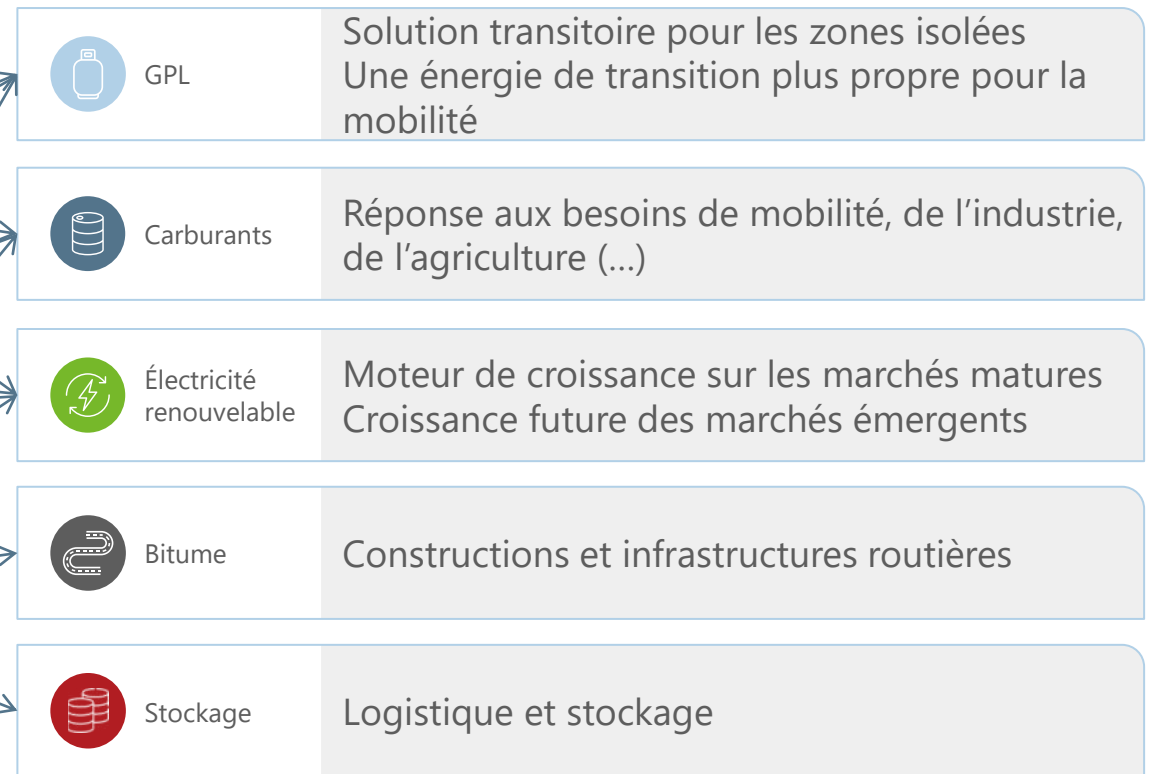 GPL
Solution transitoire pour les zones isolées
Une énergie de transition plus propre pour la
mobilité
Carburants
Réponse aux besoins de mobilité, de l’industrie,
de l’agriculture (…)
Électricité
renouvelable
Moteur de croissance sur les marchés matures
Croissance future des marchés émergents
Bitume
Constructions et infrastructures routières
Stockage
Logistique et stockage